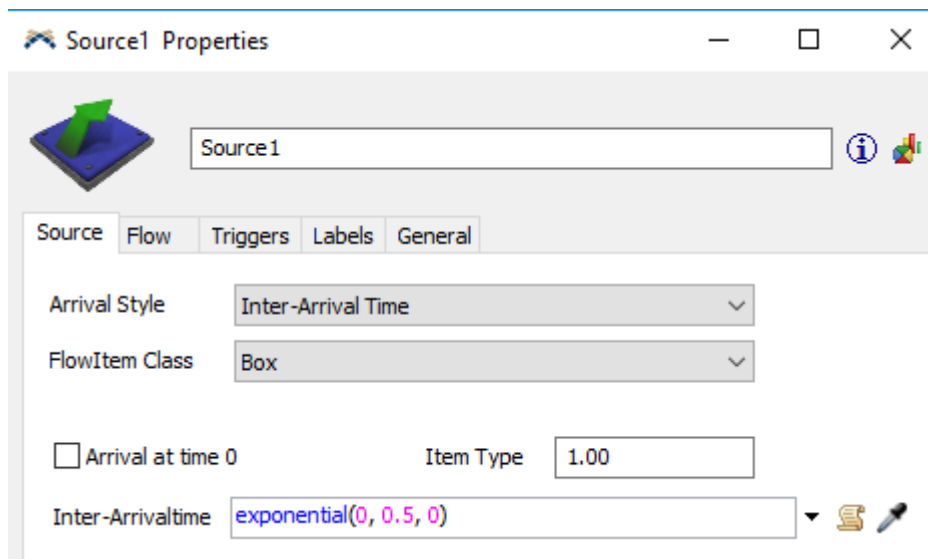 Source1 Properties
Source1
Source Flow Triggers Labels General
Arrival Style Inter-Arrival Time
FlowItem Class Box
Arrival at time 0 Item Type 1.00
Inter-Arrivaltime exponential(0, 0.5, 0)